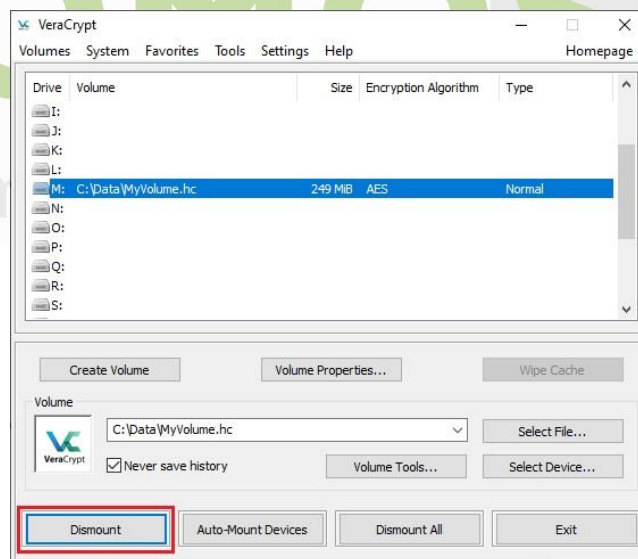 VeraCrypt
Volumes System Favorites Tools Settings Help Homepage
Drive Volume Size Encryption Algorithm Type
I:
J:
K:
L:
M: C:\Data\MyVolume.hc 249 MiB AES Normal
N:
O:
P:
Q:
R:
S:
Create Volume Volume Properties... Wipe Cache
Volume
C:\Data\MyVolume.hc Select File...
VeraCrypt Never save history Volume Tools... Select Device...
Dismount Auto-Mount Devices Dismount All Exit